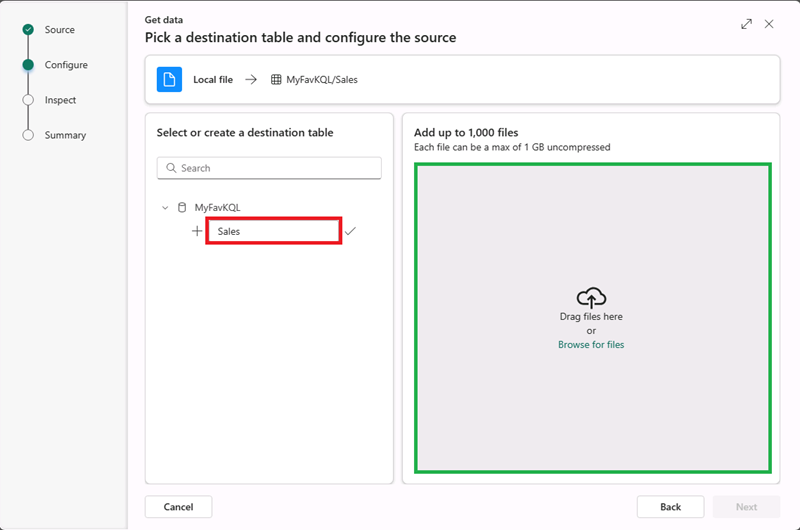 Source
Configure
Inspect
Summary
Get data
Pick a destination table and configure the source
Local file
MyFavKQL/Sales
Select or create a destination table
Search
MyFavKQL
Sales
Add up to 1,000 files
Each file can be a max of 1 GB uncompressed
Drag files here
or
Browse for files
Cancel
Back
Next